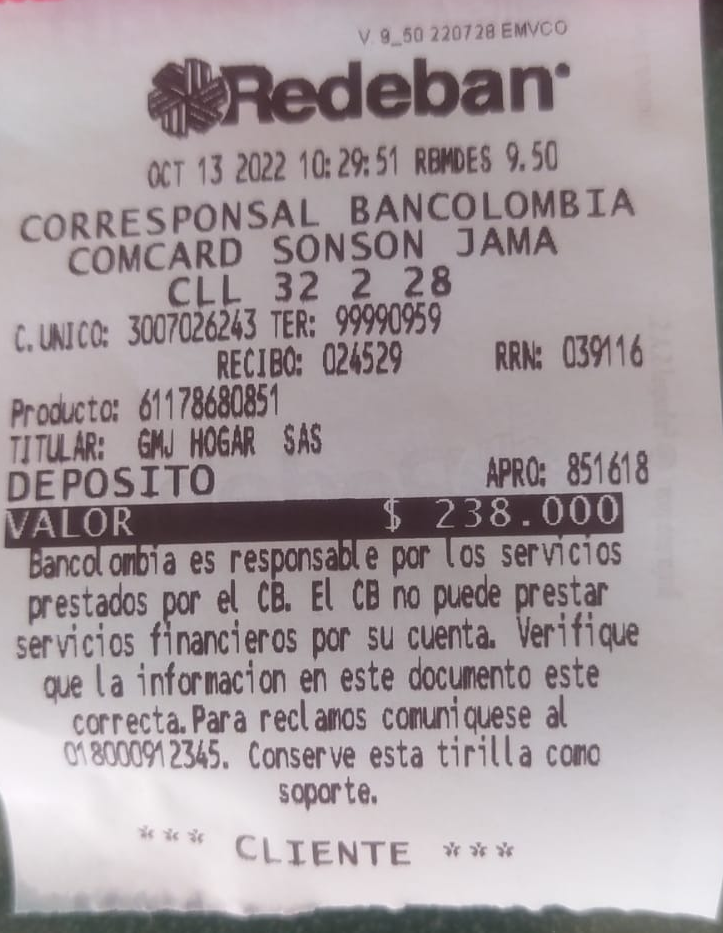 V. 9_50 220728 EMVCO
Redeban
OCT 13 2022 10:29:51 RBMDES 9.50
CORRESPONSAL BANCOLOMBIA
COMCARD SONSON JAMA
CLL 32 2 28
C. UNICO: 3007026243 TER: 99990959
RECIBO: 024529 RRN: 039116
Producto: 61178680851
TITULAR: GMJ HOGAR SAS
DEPOSITO APRO: 851618
VALOR $ 238.000
Bancolombia es responsable por los servicios
prestados por el CB. El CB no puede prestar
servicios financieros por su cuenta. Verifique
que la informacion en este documento este
correcta. Para reclamos comuniquese al
018000912345. Conserve esta tirilla como
soporte.
*** CLIENTE ***